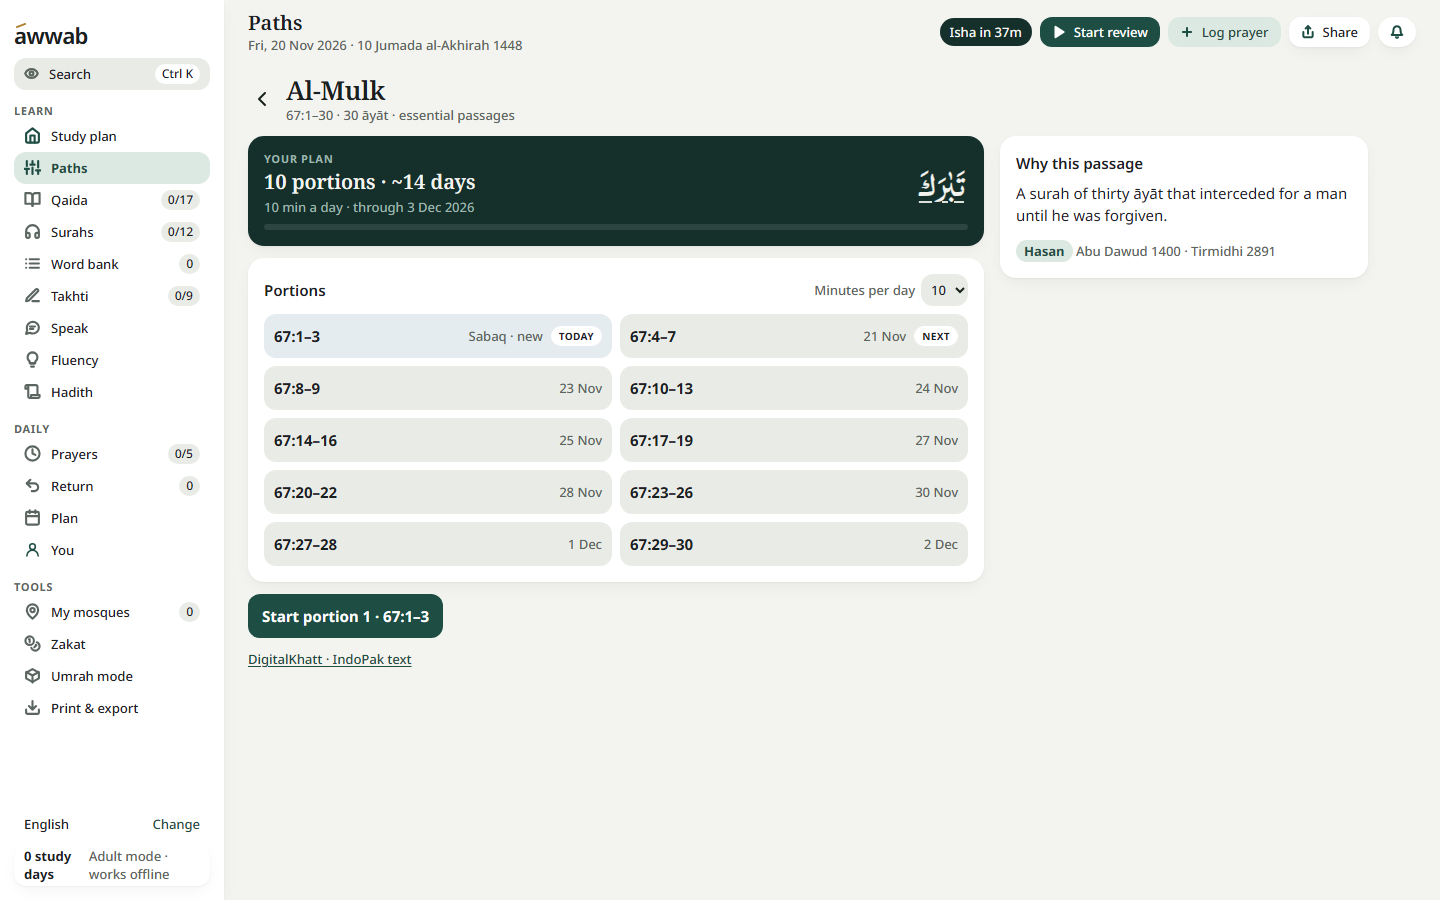 awwab
Search Ctrl K
LEARN
Study plan
Paths
Qaida 0/17
Surahs 0/12
Word bank 0
Takhti 0/9
Speak
Fluency
Hadith
DAILY
Prayers 0/5
Return 0
Plan
You
TOOLS
My mosques 0
Zakat
Umrah mode
Print & export
English Change
0 study days
Adult mode · works offline
Paths
Fri, 20 Nov 2026 · 10 Jumada al-Akhirah 1448
Isha in 37m
Start review
Log prayer
Share
Al-Mulk
67:1–30 · 30 āyāt · essential passages
YOUR PLAN
10 portions · ~14 days
10 min a day · through 3 Dec 2026
تَبٰرَكَ
Portions
Minutes per day 10
67:1–3 Sabaq · new TODAY
67:4–7 21 Nov NEXT
67:8–9 23 Nov
67:10–13 24 Nov
67:14–16 25 Nov
67:17–19 27 Nov
67:20–22 28 Nov
67:23–26 30 Nov
67:27–28 1 Dec
67:29–30 2 Dec
Start portion 1 · 67:1–3
DigitalKhatt · IndoPak text
Why this passage
A surah of thirty āyāt that interceded for a man
until he was forgiven.
Hasan Abu Dawud 1400 · Tirmidhi 2891